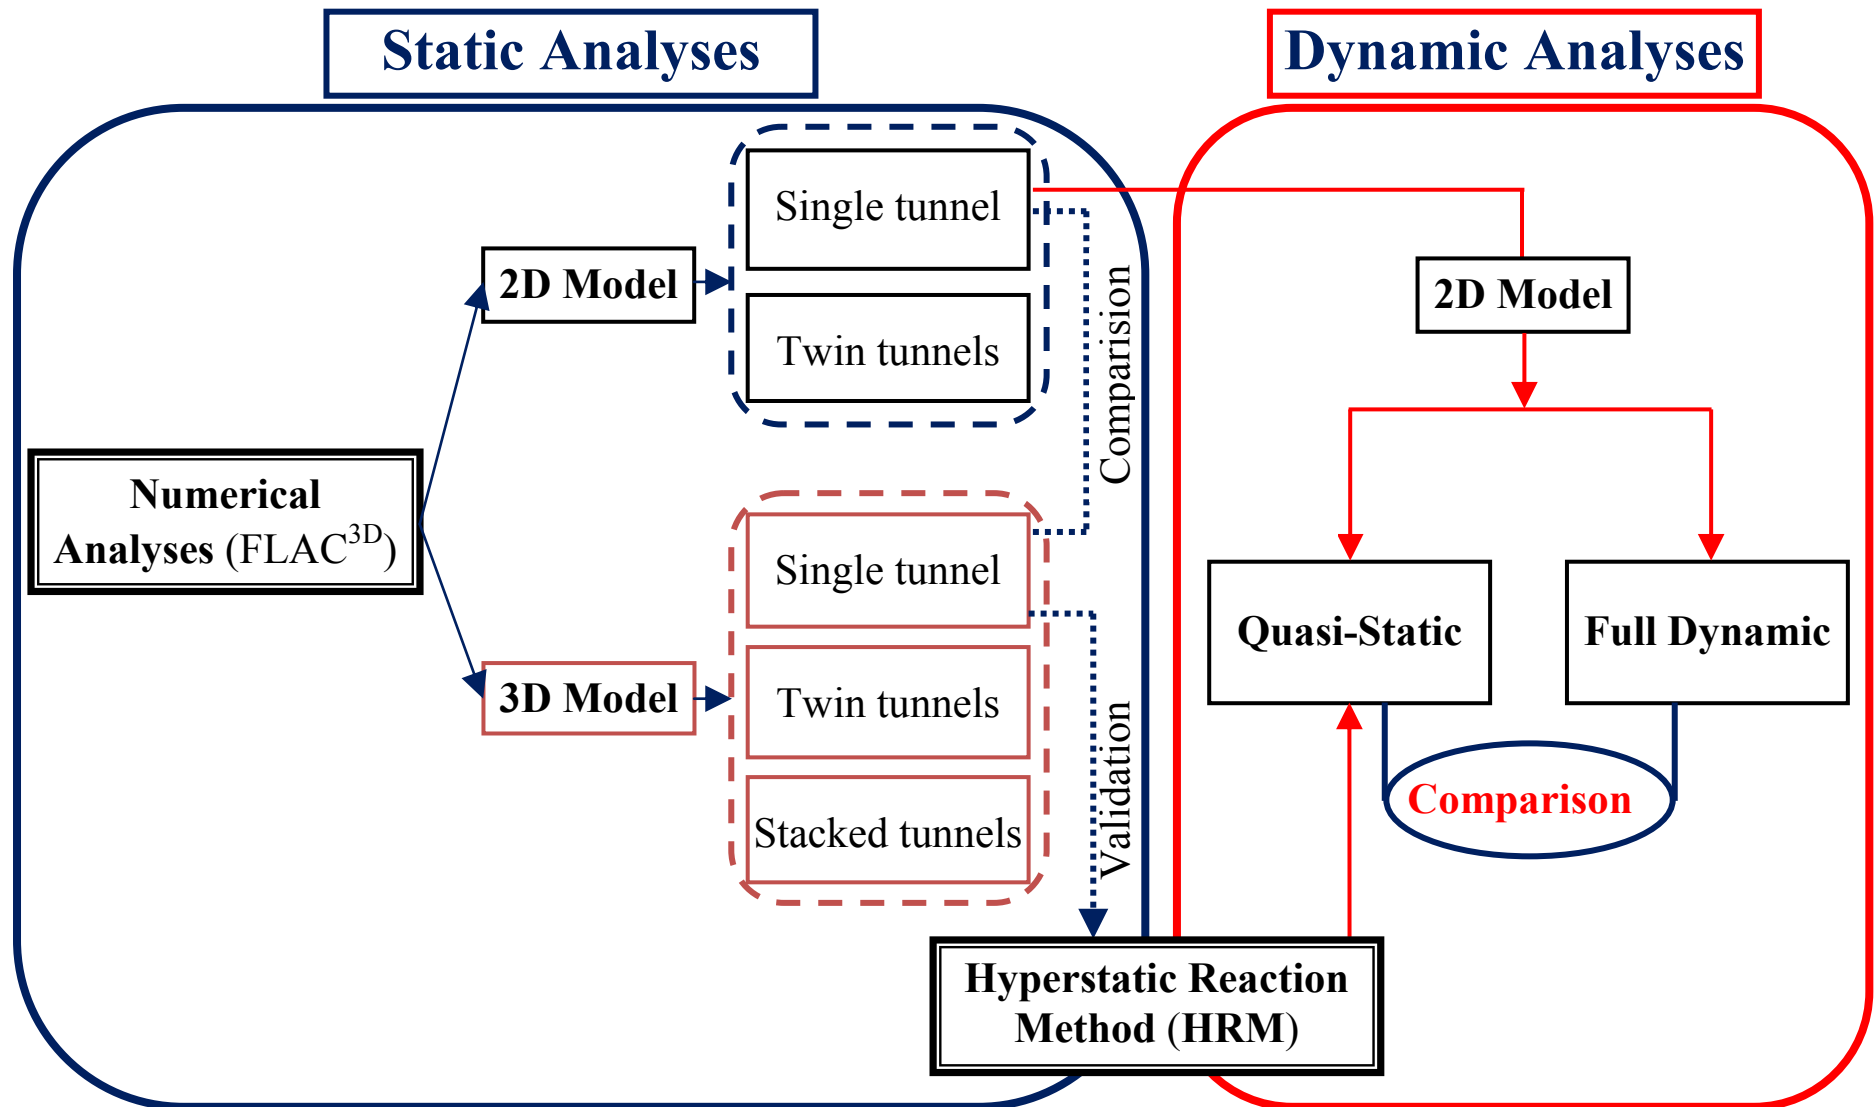 Static Analyses
Dynamic Analyses
Single tunnel
2D Model
Twin tunnels
Comparision
Numerical
Analyses (FLAC3D)
Single tunnel
3D Model
Twin tunnels
Stacked tunnels
Validation
2D Model
Quasi-Static
Full Dynamic
Comparison
Hyperstatic Reaction
Method (HRM)